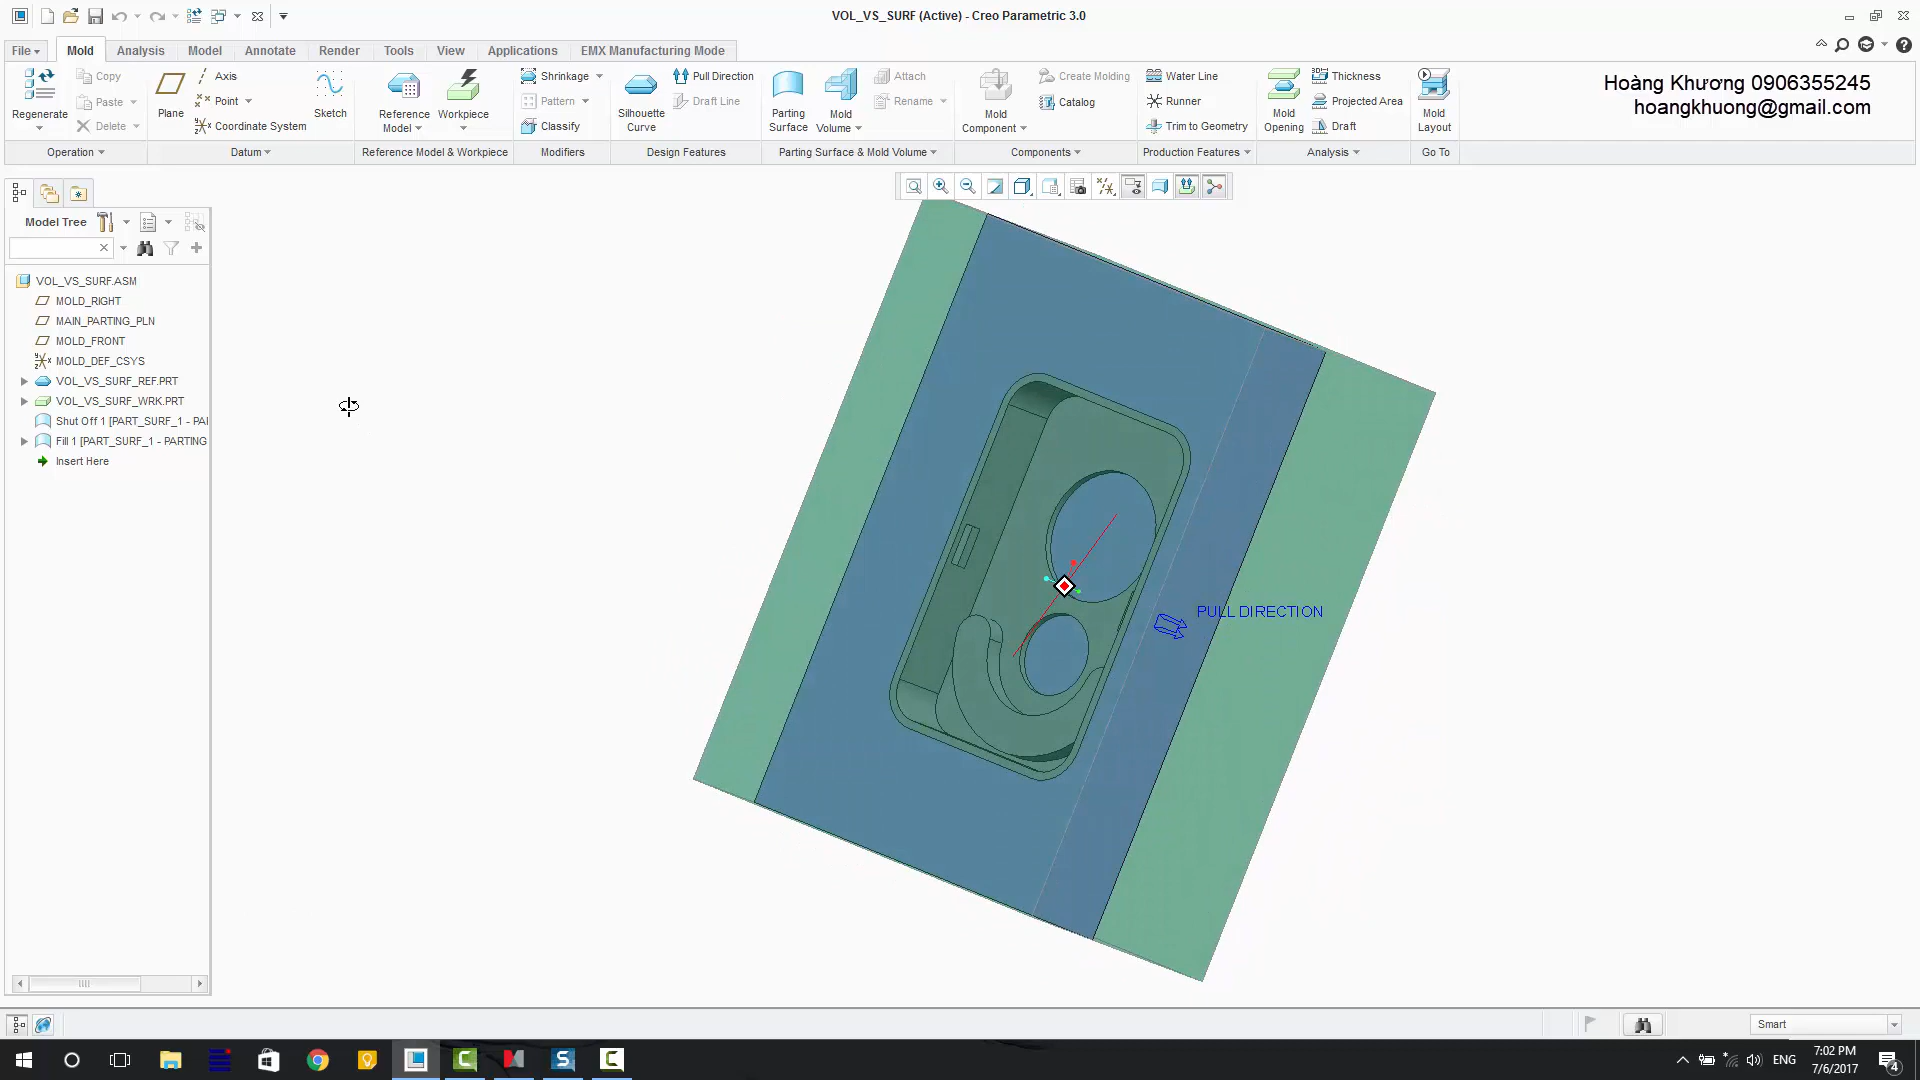 VOL_VS_SURF (Active) - Creo Parametric 3.0
File Mold Analysis Model Annotate Render Tools View Applications EMX Manufacturing Mode
Regenerate
Copy
Paste
Delete
Operation
Plane
Axis
Point
Coordinate System
Sketch
Datum
Reference Model
Workpiece
Reference Model & Workpiece
Shrinkage
Pattern
Classify
Modifiers
Silhouette Curve
Pull Direction
Draft Line
Design Features
Parting Surface
Mold Volume
Attach
Rename
Parting Surface & Mold Volume
Mold Component
Create Molding
Catalog
Components
Water Line
Runner
Trim to Geometry
Production Features
Mold Opening
Thickness
Projected Area
Draft
Analysis
Mold Layout
Go To
Hoàng Khương 0906355245
hoangkhuong@gmail.com
Model Tree
VOL_VS_SURF.ASM
MOLD_RIGHT
MAIN_PARTING_PLN
MOLD_FRONT
MOLD_DEF_CSYS
VOL_VS_SURF_REF.PRT
VOL_VS_SURF_WRK.PRT
Shut Off 1 [PART_SURF_1 - PA
Fill 1 [PART_SURF_1 - PARTING
Insert Here
PULL DIRECTION
Smart
ENG
7:02 PM
7/6/2017
4